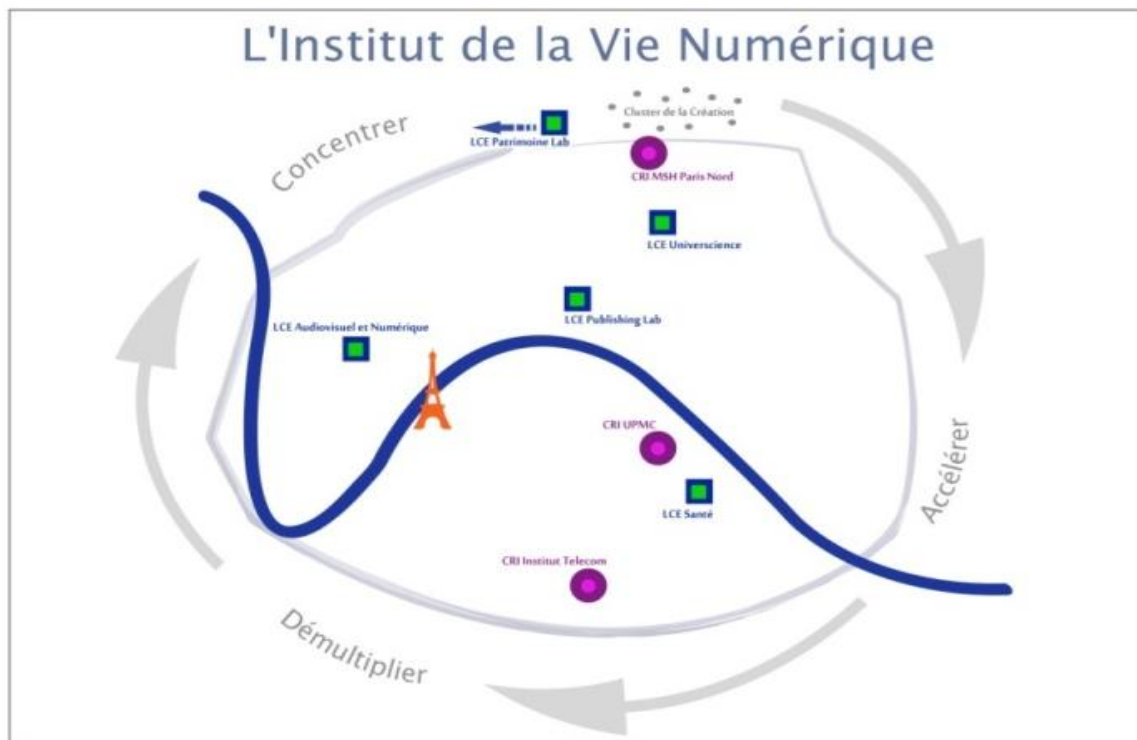 L'Institut de la Vie Numérique
Cluster de la Création
Concentrer
LCE Patrimoine Lab
CRI MSH Paris Nord
LCE Universcience
LCE Publishing Lab
LCE Audiovisuel et Numérique
CRI UPMC
Accélérer
LCE Santé
CRI Institut Telecom
Démultiplier